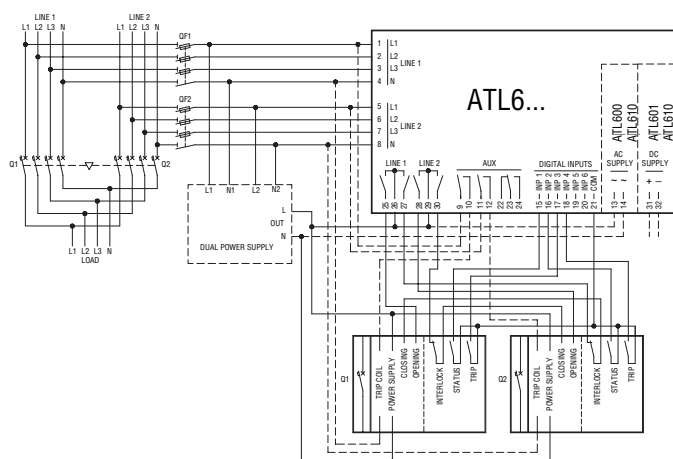 LINE 1 LINE 2
L1 L2 L3 N L1 L2 L3 N
QF1
1 L1
2 L2
3 L3
4 N
LINE 1
QF2
5 L1
6 L2
7 L3
8 N
LINE 2
ATL6...
ATL600
ATL610
ATL601
ATL610
AC
SUPPLY
DC
SUPPLY
LINE 1 LINE 2 AUX DIGITAL INPUTS
INP 1 INP 2 INP 3 INP 4 INP 5 INP 6 COM
~ ~ + –
25 26 27 28 29 30 9 10 11 12 22 23 24 15 16 17 18 19 20 21 13 14 31 32
Q1 Q2
L1 N1 L2 N2
L
OUT
N
DUAL POWER SUPPLY
L1 L2 L3 N
LOAD
Q1
TRIP COIL
POWER SUPPLY
CLOSING
OPENING
INTERLOCK
STATUS
TRIP
Q2
TRIP COIL
POWER SUPPLY
CLOSING
OPENING
INTERLOCK
STATUS
TRIP